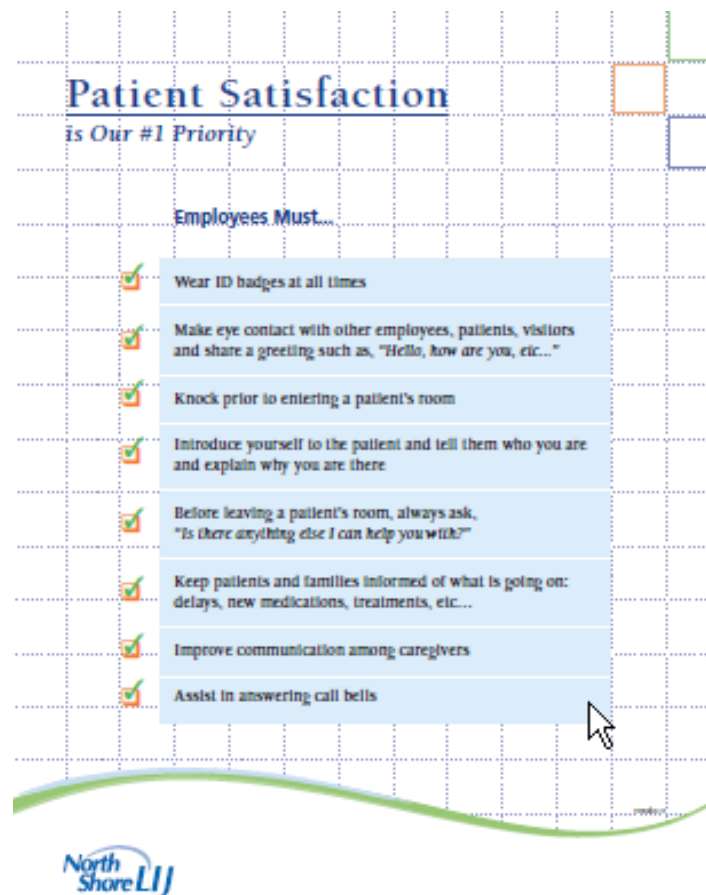 Patient Satisfaction
is Our #1 Priority
Employees Must...
Wear ID badges at all times
Make eye contact with other employees, patients, visitors
and share a greeting such as, "Hello, how are you, etc..."
Knock prior to entering a patient's room
Introduce yourself to the patient and tell them who you are
and explain why you are there
Before leaving a patient's room, always ask,
"Is there anything else I can help you with?"
Keep patients and families informed of what is going on:
delays, new medications, treatments, etc...
Improve communication among caregivers
Assist in answering call bells
North
Shore LIJ